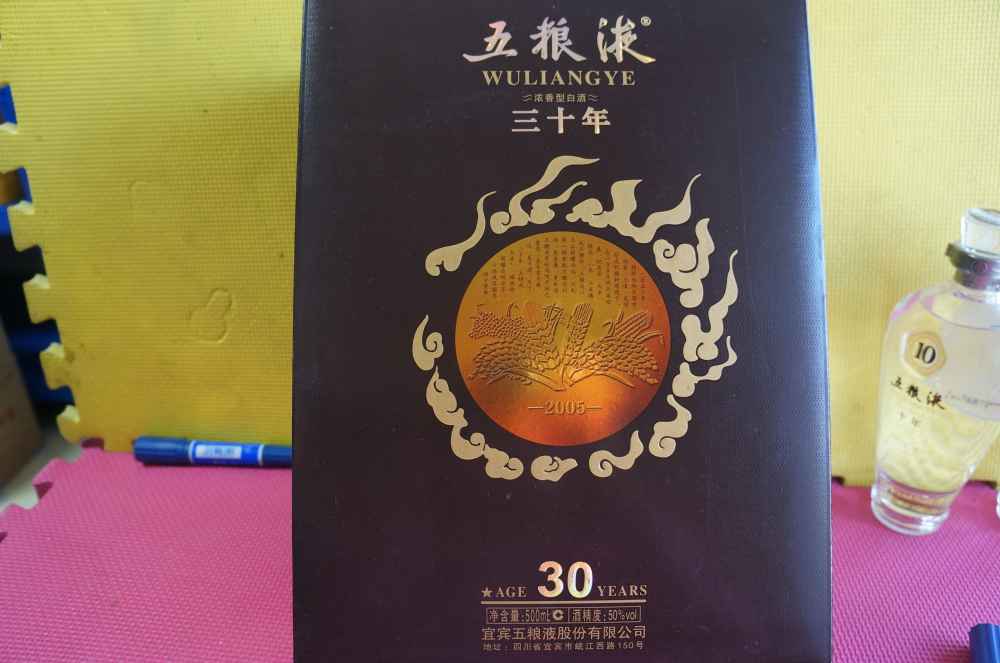 五粮液®
WULIANGYE
浓香型白酒
三十年
—2005—
★AGE 30 YEARS
净含量:500mL C 酒精度:50%vol
宜宾五粮液股份有限公司
地址:四川省宜宾市岷江西路150号
10
五粮液
十年